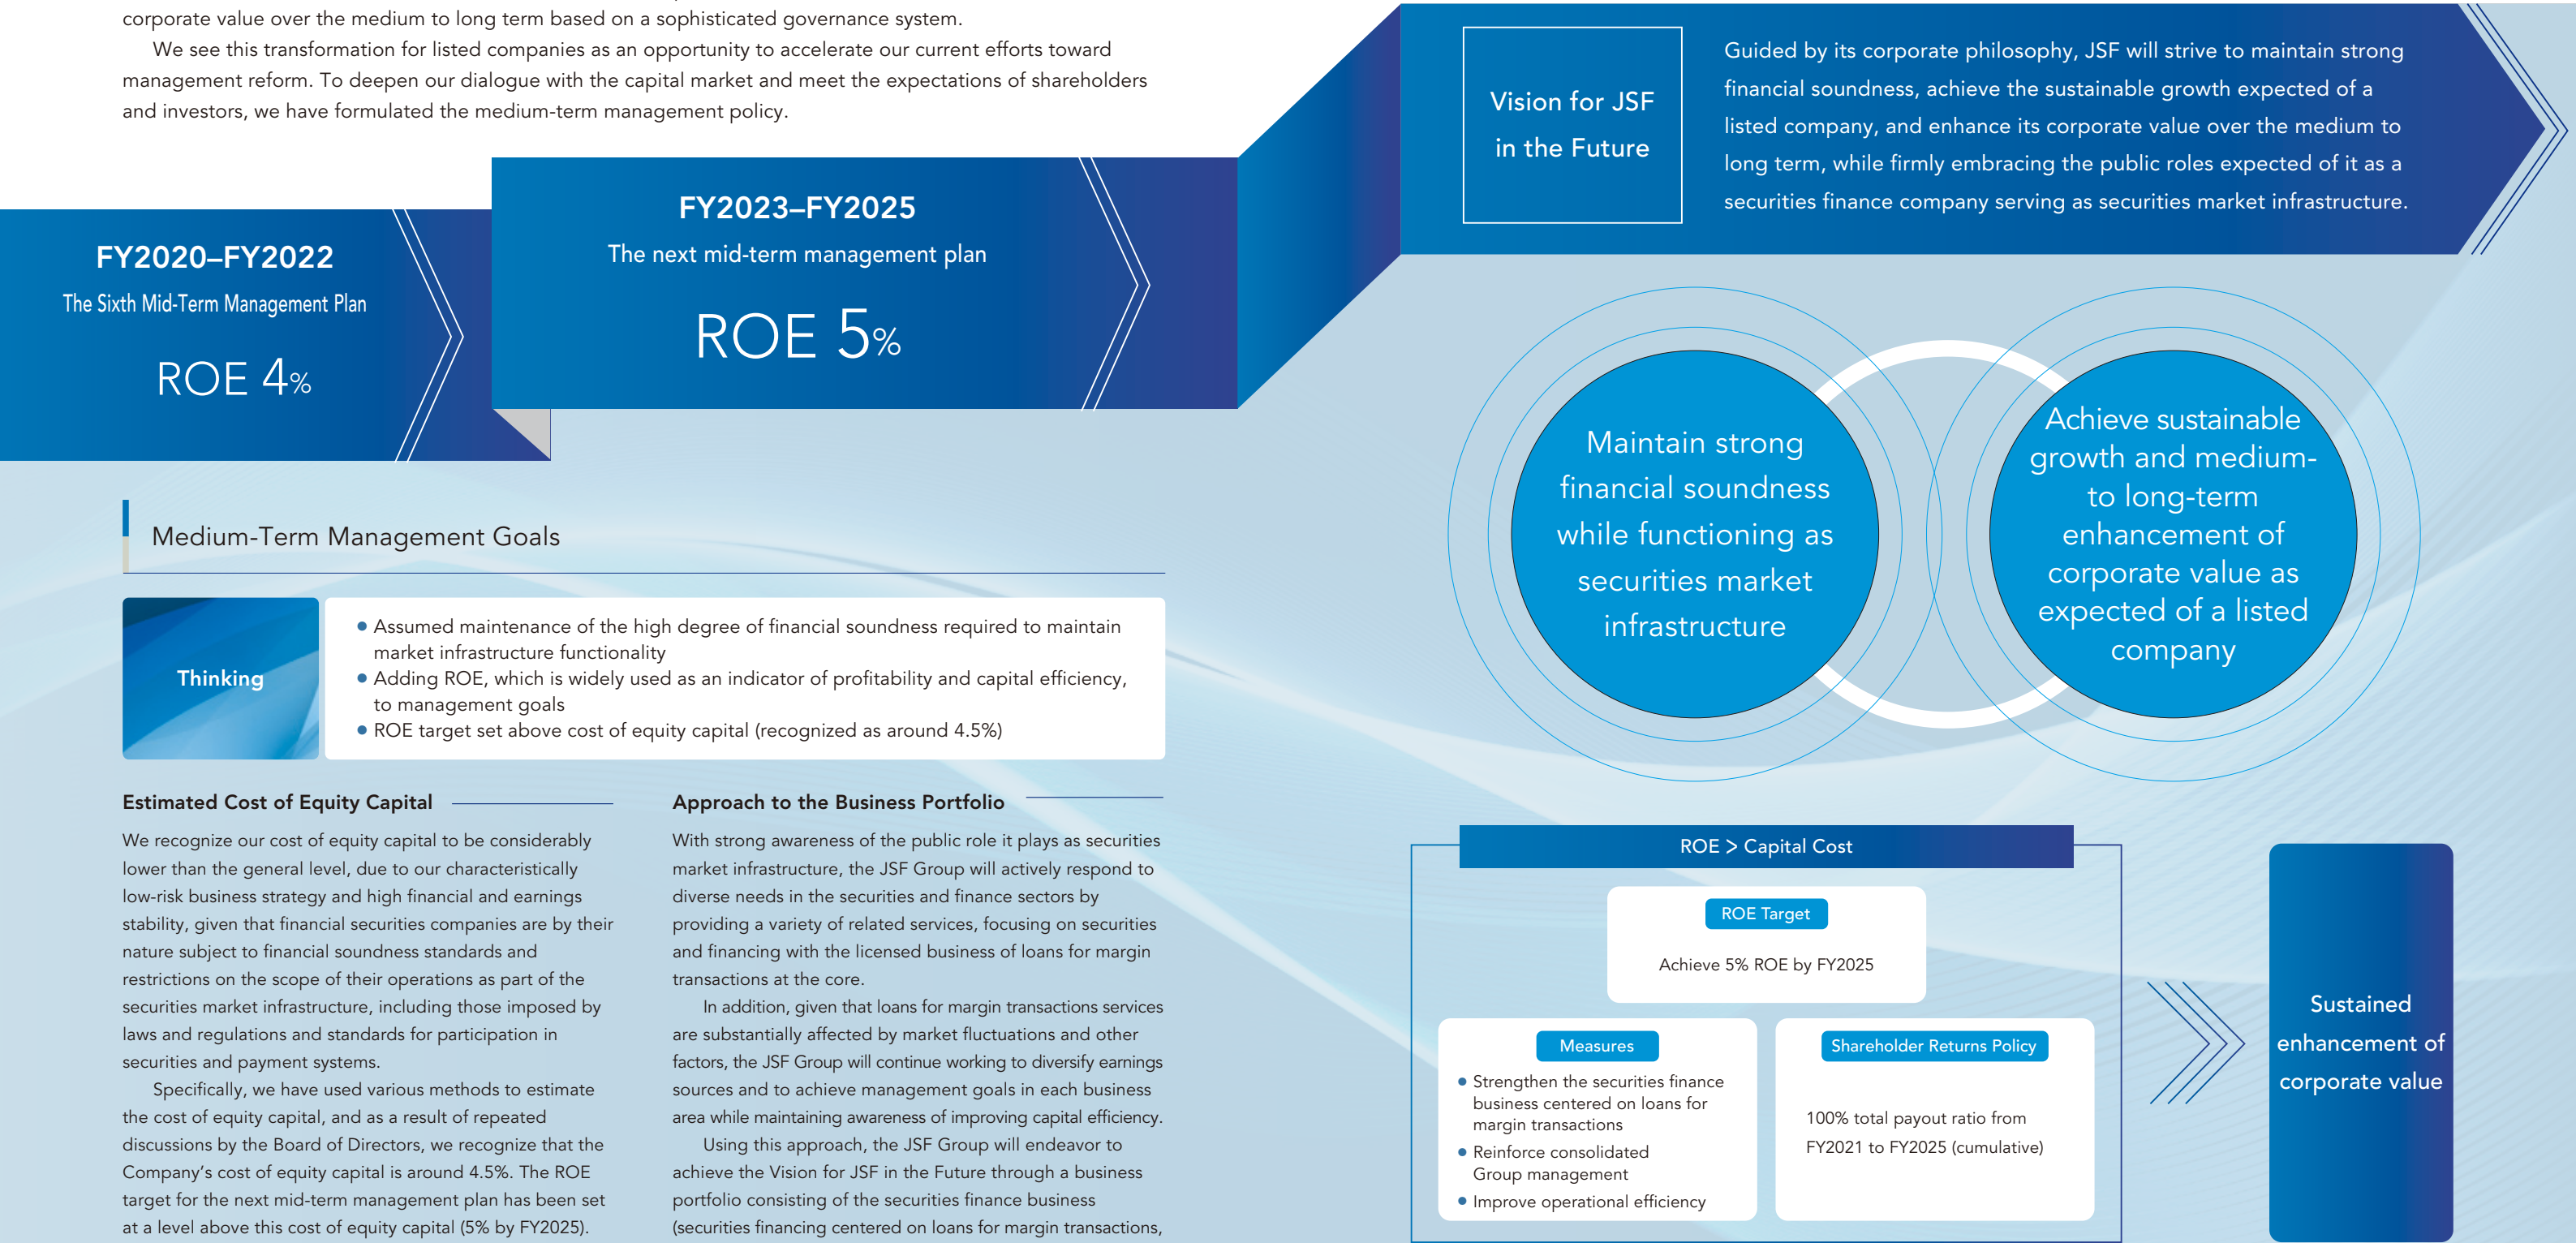 corporate value over the medium to long term based on a sophisticated governance system.
We see this transformation for listed companies as an opportunity to accelerate our current efforts toward
management reform. To deepen our dialogue with the capital market and meet the expectations of shareholders
and investors, we have formulated the medium-term management policy.
FY2020–FY2022
The Sixth Mid-Term Management Plan
ROE 4%
FY2023–FY2025
The next mid-term management plan
ROE 5%
Vision for JSF
in the Future
Guided by its corporate philosophy, JSF will strive to maintain strong
financial soundness, achieve the sustainable growth expected of a
listed company, and enhance its corporate value over the medium to
long term, while firmly embracing the public roles expected of it as a
securities finance company serving as securities market infrastructure.
Maintain strong
financial soundness
while functioning as
securities market
infrastructure
Achieve sustainable
growth and medium-
to long-term
enhancement of
corporate value as
expected of a listed
company
Medium-Term Management Goals
Thinking
● Assumed maintenance of the high degree of financial soundness required to maintain
market infrastructure functionality
● Adding ROE, which is widely used as an indicator of profitability and capital efficiency,
to management goals
● ROE target set above cost of equity capital (recognized as around 4.5%)
Estimated Cost of Equity Capital
We recognize our cost of equity capital to be considerably
lower than the general level, due to our characteristically
low-risk business strategy and high financial and earnings
stability, given that financial securities companies are by their
nature subject to financial soundness standards and
restrictions on the scope of their operations as part of the
securities market infrastructure, including those imposed by
laws and regulations and standards for participation in
securities and payment systems.
Specifically, we have used various methods to estimate
the cost of equity capital, and as a result of repeated
discussions by the Board of Directors, we recognize that the
Company's cost of equity capital is around 4.5%. The ROE
target for the next mid-term management plan has been set
at a level above this cost of equity capital (5% by FY2025).
Approach to the Business Portfolio
With strong awareness of the public role it plays as securities
market infrastructure, the JSF Group will actively respond to
diverse needs in the securities and finance sectors by
providing a variety of related services, focusing on securities
and financing with the licensed business of loans for margin
transactions at the core.
In addition, given that loans for margin transactions services
are substantially affected by market fluctuations and other
factors, the JSF Group will continue working to diversify earnings
sources and to achieve management goals in each business
area while maintaining awareness of improving capital efficiency.
Using this approach, the JSF Group will endeavor to
achieve the Vision for JSF in the Future through a business
portfolio consisting of the securities finance business
(securities financing centered on loans for margin transactions,
ROE > Capital Cost
ROE Target
Achieve 5% ROE by FY2025
Measures
● Strengthen the securities finance
business centered on loans for
margin transactions
● Reinforce consolidated
Group management
● Improve operational efficiency
Shareholder Returns Policy
100% total payout ratio from
FY2021 to FY2025 (cumulative)
Sustained
enhancement of
corporate value